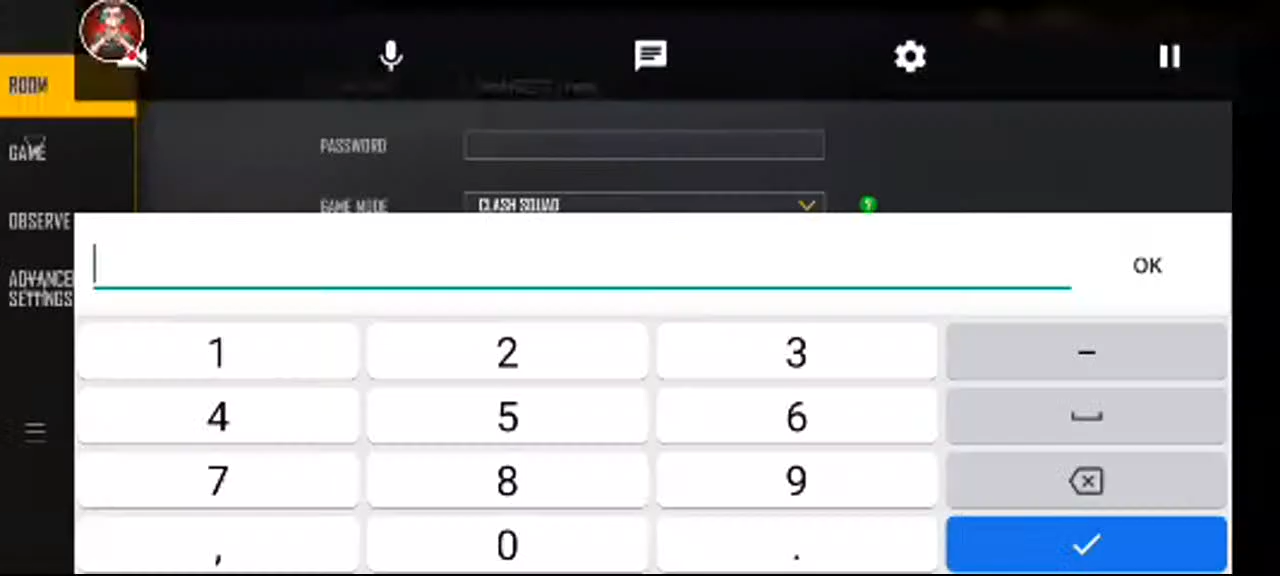 ROOM
PASSWORD
GAME
GAME MODE
CLASH SQUAD
?
OBSERVE
OK
ADVANCE
SETTINGS
1 2 3 -
4 5 6
7 8 9
, 0 .